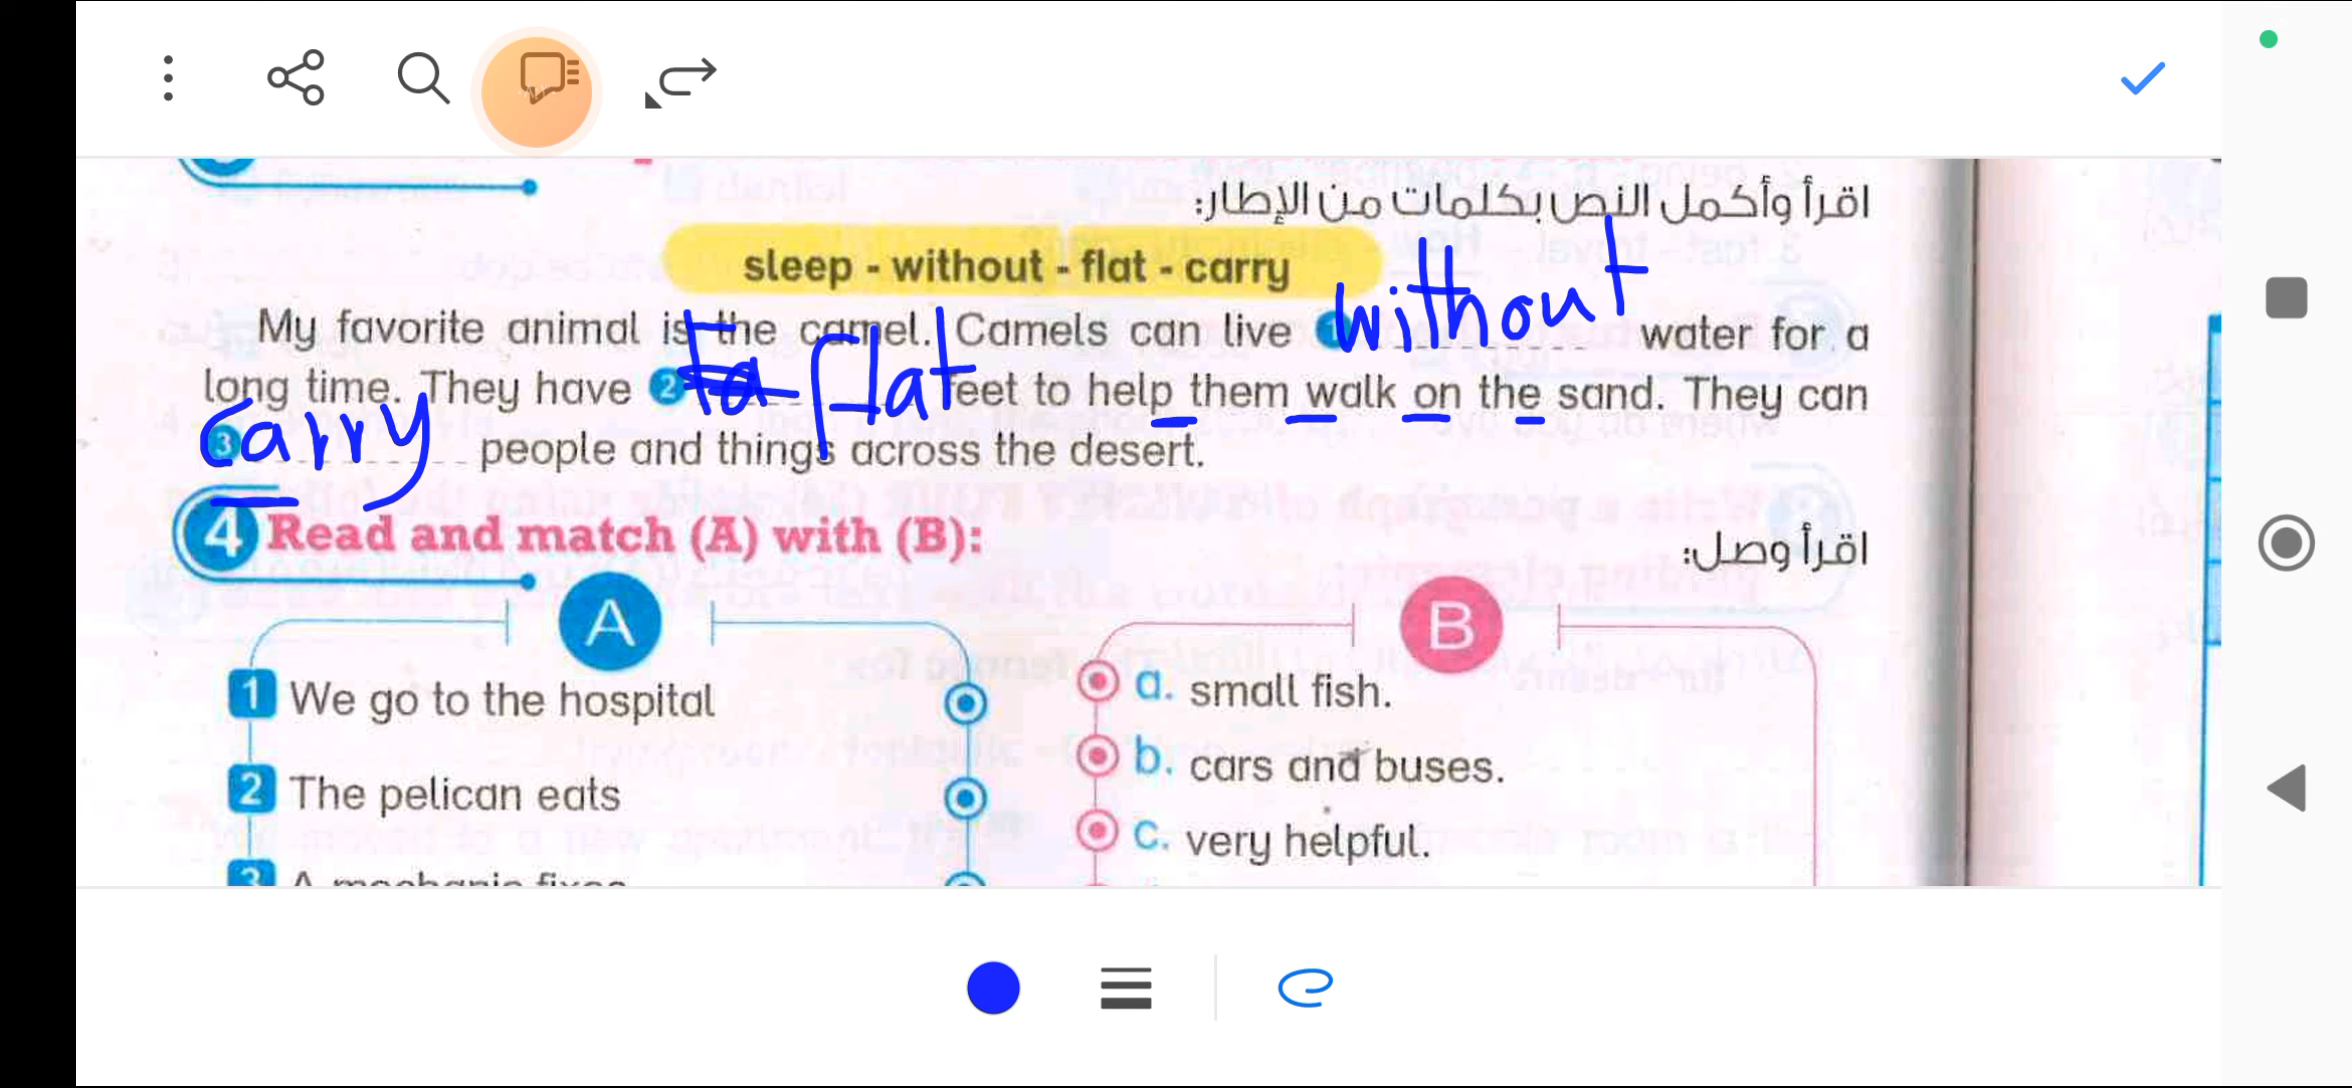 اقرأ وأكمل النص بكلمات من الإطار:
sleep - without - flat - carry
My favorite animal is the camel. Camels can live 1 without water for a
long time. They have 2 flat feet to help them walk on the sand. They can
3 carry people and things across the desert.
4 Read and match (A) with (B):
اقرأ وصل:
A
B
1 We go to the hospital
a. small fish.
2 The pelican eats
b. cars and buses.
c. very helpful.
3 A mechanic fixes